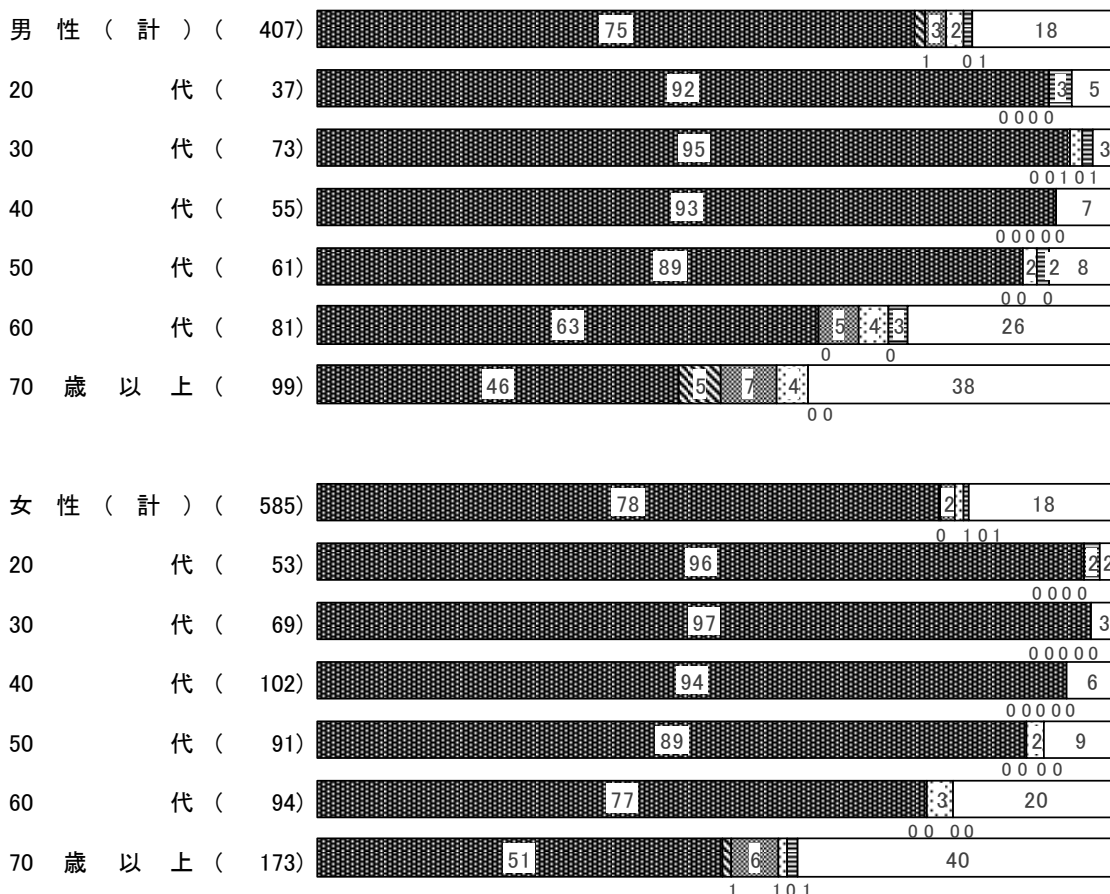 男性（計）( 407) 75 3 2 18
1 0 1
20 代( 37) 92 3 5
0 0 0 0
30 代( 73) 95 3
0 0 1 0 1
40 代( 55) 93 7
0 0 0 0 0
50 代( 61) 89 2 2 8
0 0 0
60 代( 81) 63 5 4 3 26
0 0
70 歳以上( 99) 46 5 7 4 38
0 0
女性（計）( 585) 78 2 18
0 1 0 1
20 代( 53) 96 2 2
0 0 0 0
30 代( 69) 97 3
0 0 0 0 0
40 代( 102) 94 6
0 0 0 0 0
50 代( 91) 89 2 9
0 0 0 0
60 代( 94) 77 3 20
0 0 0 0
70 歳以上( 173) 51 6 40
1 1 0 1